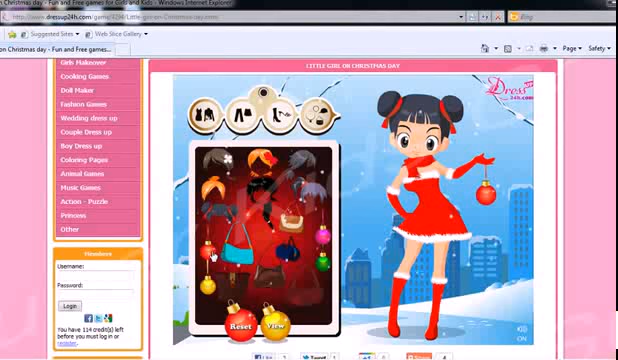 on Christmas day - Fun and Free games for Girls and Kids - Windows Internet Explorer
http://www.dressup24h.com/game/4294/Little-girl-on-Christmas-day.html
Bing
Suggested Sites
Web Slice Gallery
on Christmas day - Fun and Free games...
Page
Safety
Girls Makeover
LITTLE GIRL ON CHRISTMAS DAY
Cooking Games
Doll Maker
Fashion Games
Wedding dress up
Couple Dress up
Boy Dress up
Coloring Pages
Animal Games
Music Games
Action - Puzzle
Princess
Other
Dress
24h.com
Members
Username:
Password:
Login
You have 114 credit(s) left
before you must log in or
register.
Reset
View
ON
Like
Tweet